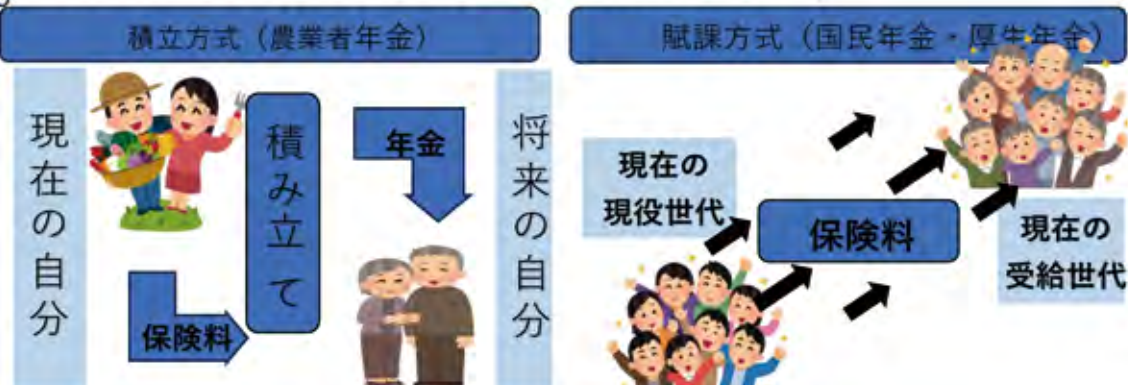 積立方式（農業者年金）
現在の自分
積み立て
保険料
年金
将来の自分
賦課方式（国民年金・厚生年金）
現在の
現役世代
保険料
現在の
受給世代